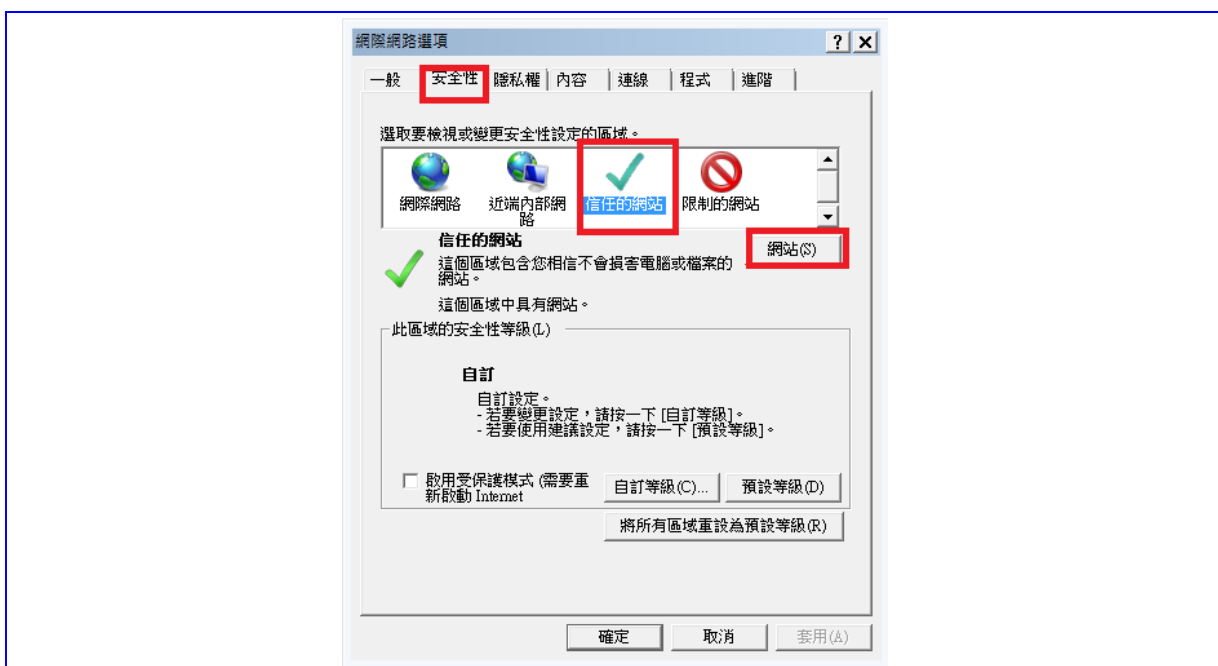 網際網路選項
一般 安全性 隱私權 內容 連線 程式 進階
選取要檢視或變更安全性設定的區域。
網際網路 近端內部網路 信任的網站 限制的網站
信任的網站
網站(S)
這個區域包含您相信不會損害電腦或檔案的
網站。
這個區域中具有網站。
此區域的安全性等級(L)
自訂
自訂設定。
- 若要變更設定，請按一下 [自訂等級]。
- 若要使用建議設定，請按一下 [預設等級]。
啟用受保護模式 (需要重
新啟動 Internet
自訂等級(C)... 預設等級(D)
將所有區域重設為預設等級(R)
確定 取消 套用(A)